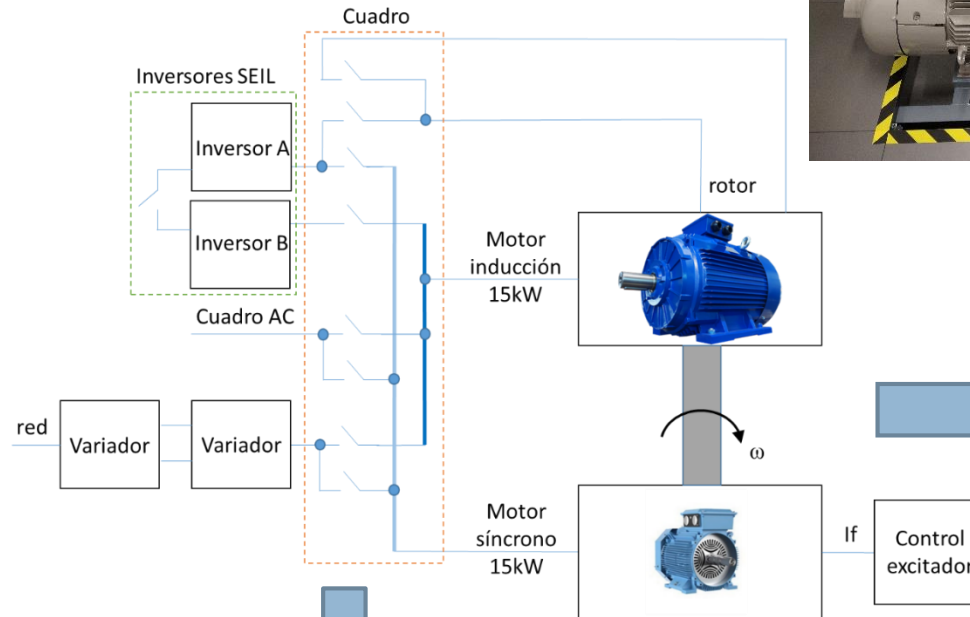 Cuadro
Inversores SEIL
Inversor A
Inversor B
rotor
Motor
inducción
15kW
Cuadro AC
red
Variador
Variador
ω
Motor
síncrono
15kW
If
Control
excitador